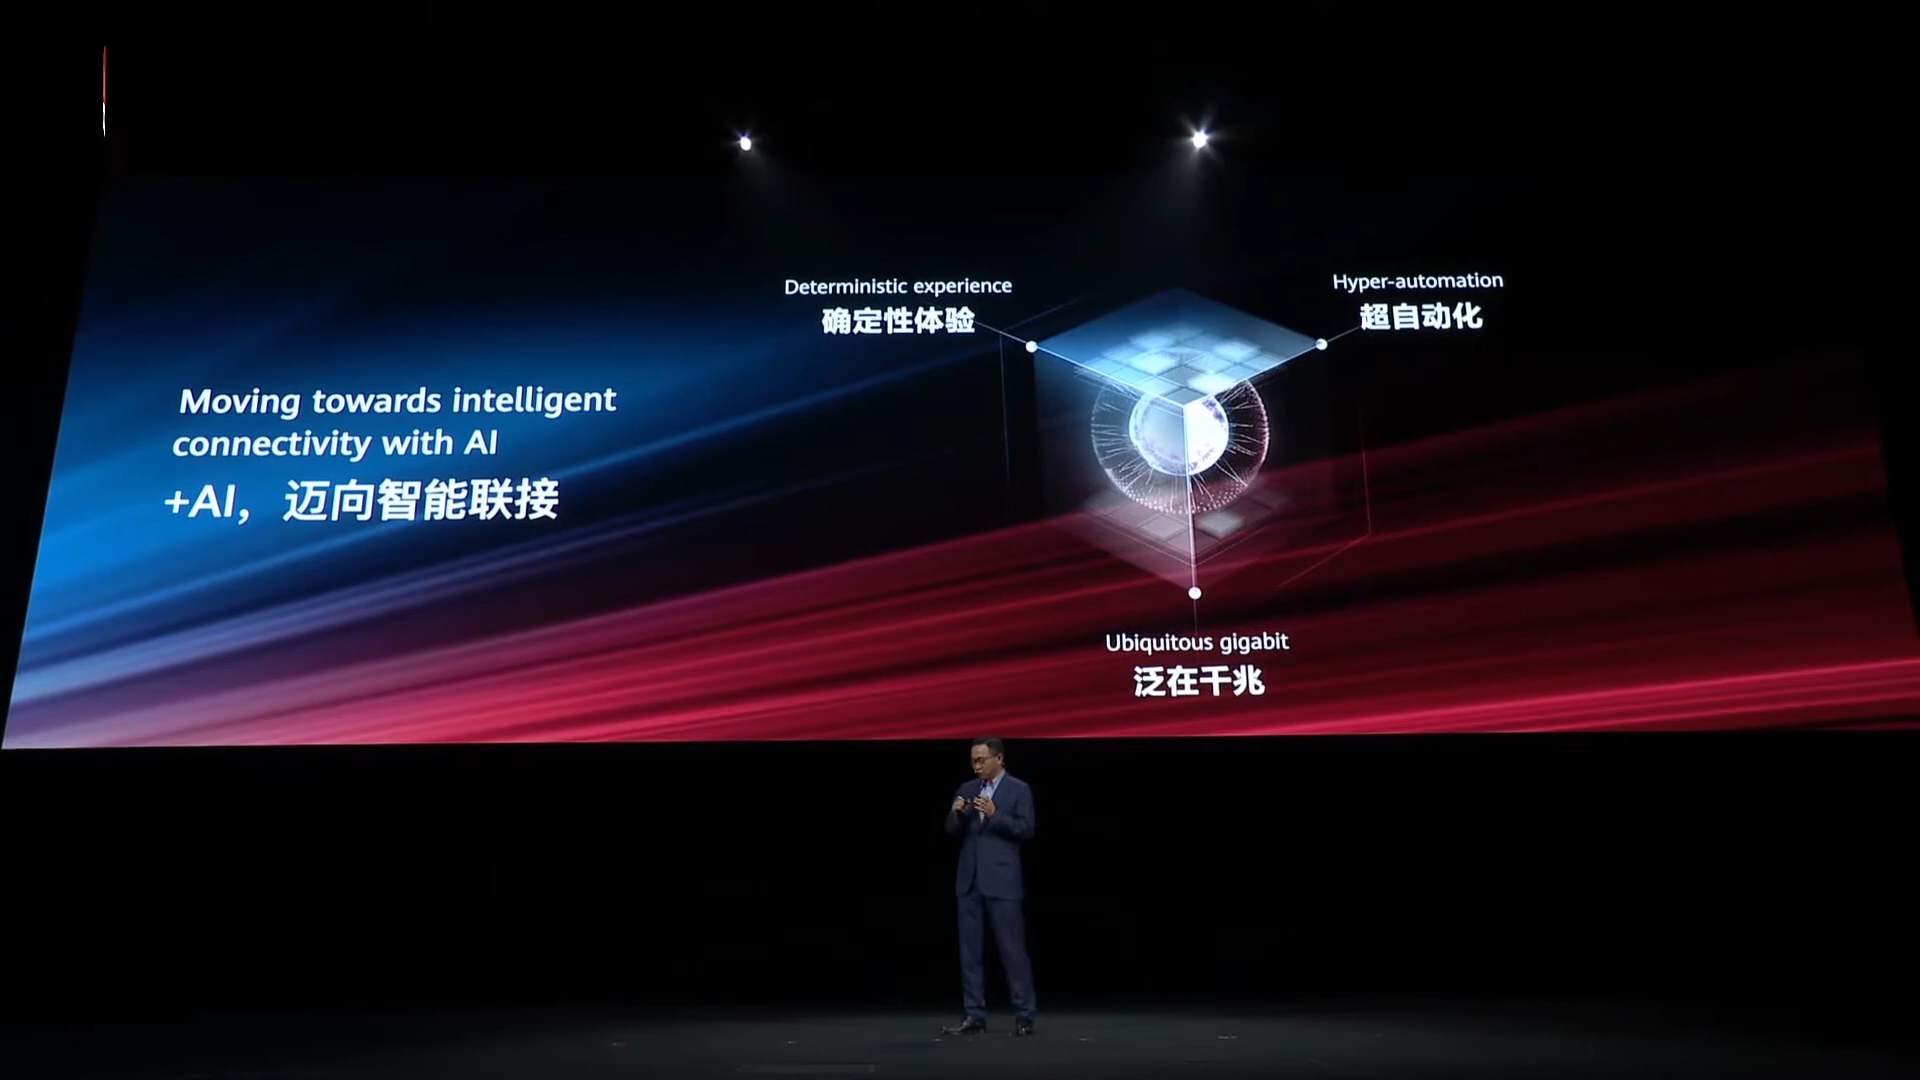 Deterministic experience
确定性体验
Hyper-automation
超自动化
Moving towards intelligent
connectivity with AI
+AI，迈向智能联接
Ubiquitous gigabit
泛在千兆